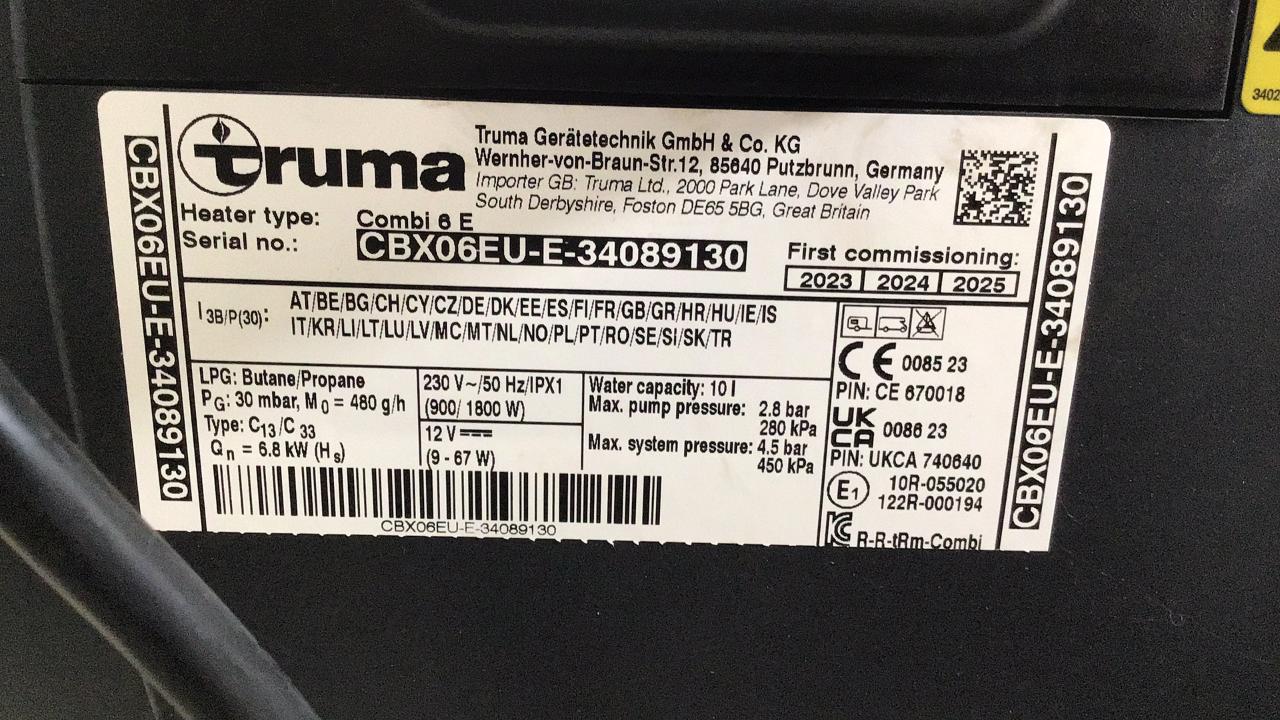 truma
Truma Gerätetechnik GmbH & Co. KG
Wernher-von-Braun-Str.12, 85640 Putzbrunn, Germany
Importer GB: Truma Ltd., 2000 Park Lane, Dove Valley Park
South Derbyshire, Foston DE65 5BG, Great Britain
Heater type: Combi 6 E
Serial no.: CBX06EU-E-34089130
First commissioning:
2023 2024 2025
I 3B/P(30): AT/BE/BG/CH/CY/CZ/DE/DK/EE/ES/FI/FR/GB/GR/HR/HU/IE/IS
IT/KR/LI/LT/LU/LV/MC/MT/NL/NO/PL/PT/RO/SE/SI/SK/TR
LPG: Butane/Propane
PG: 30 mbar, M0 = 480 g/h
Type: C13/C 33
Qn = 6.8 kW (Hs)
230 V~/50 Hz/IPX1
(900/ 1800 W)
12 V
(9 - 67 W)
Water capacity: 10 l
Max. pump pressure: 2.8 bar
280 kPa
Max. system pressure: 4.5 bar
450 kPa
CE 0085 23
PIN: CE 670018
UK
CA 0086 23
PIN: UKCA 740640
E1 10R-055020
122R-000194
R-R-tRm-Combi
CBX06EU-E-34089130
CBX06EU-E-34089130
CBX06EU-E-34089130
3402